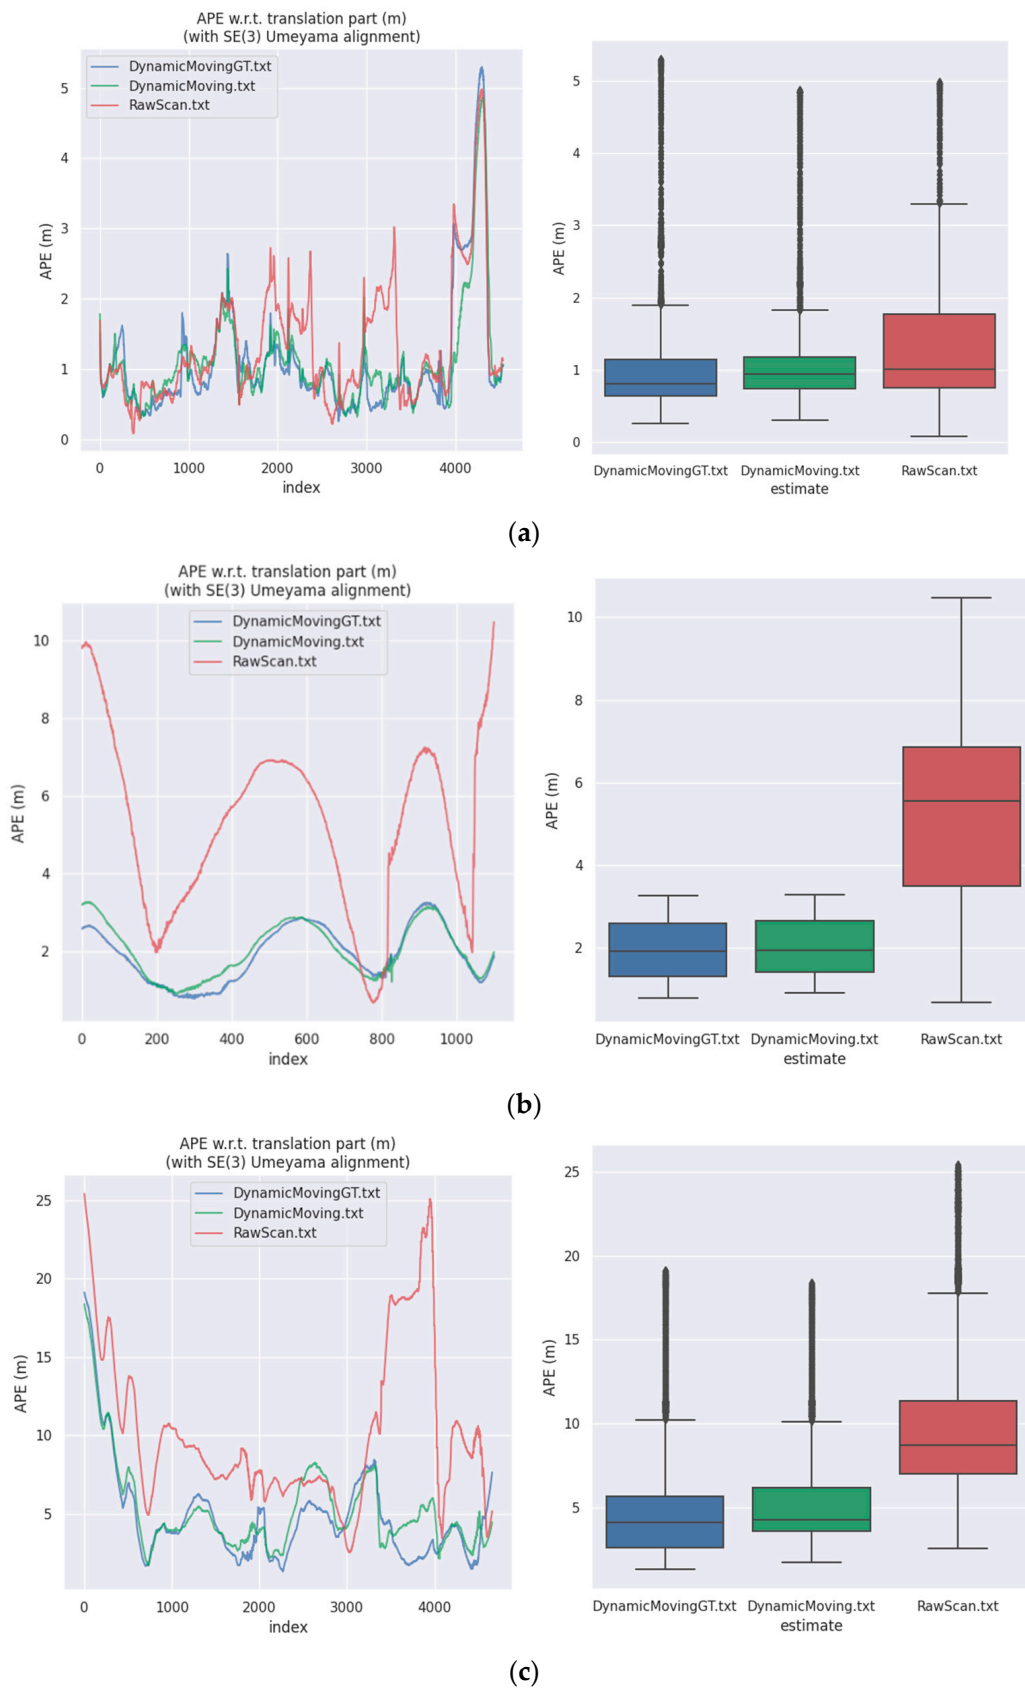 APE w.r.t. translation part (m)
(with SE(3) Umeyama alignment)
DynamicMovingGT.txt
DynamicMoving.txt
RawScan.txt
5
4
3
2
1
0
APE (m)
0 1000 2000 3000 4000
index
5
4
3
2
1
0
APE (m)
DynamicMovingGT.txt DynamicMoving.txt RawScan.txt
estimate
(a)
APE w.r.t. translation part (m)
(with SE(3) Umeyama alignment)
DynamicMovingGT.txt
DynamicMoving.txt
RawScan.txt
10
8
6
4
2
APE (m)
0 200 400 600 800 1000
index
10
8
6
4
2
APE (m)
DynamicMovingGT.txt DynamicMoving.txt RawScan.txt
estimate
(b)
APE w.r.t. translation part (m)
(with SE(3) Umeyama alignment)
DynamicMovingGT.txt
DynamicMoving.txt
RawScan.txt
25
20
15
10
5
APE (m)
0 1000 2000 3000 4000
index
25
20
15
10
5
APE (m)
DynamicMovingGT.txt DynamicMoving.txt RawScan.txt
estimate
(c)